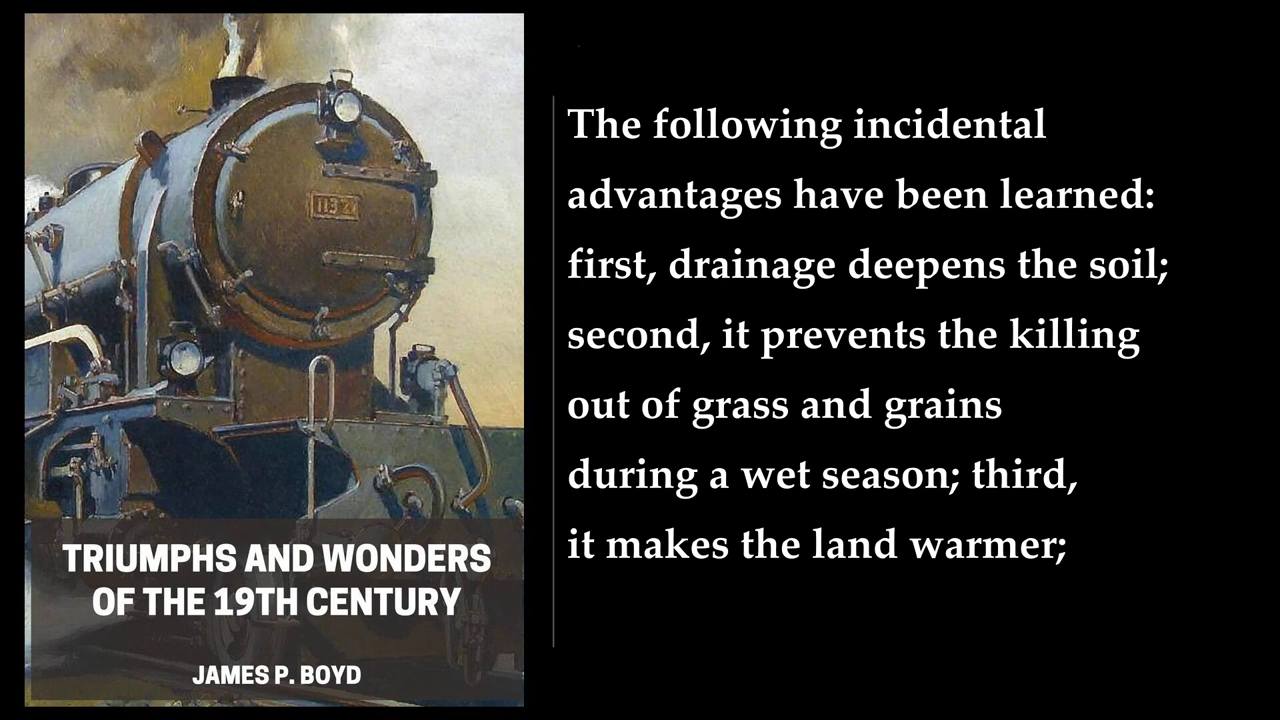 TRIUMPHS AND WONDERS
OF THE 19TH CENTURY
JAMES P. BOYD
The following incidental
advantages have been learned:
first, drainage deepens the soil;
second, it prevents the killing
out of grass and grains
during a wet season; third,
it makes the land warmer;